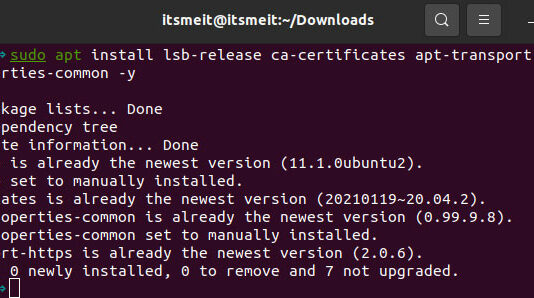 itsmeit@itsmeit:~/Downloads
sudo apt install lsb-release ca-certificates apt-transport
rties-common -y
kage lists... Done
pendency tree
te information... Done
is already the newest version (11.1.0ubuntu2).
set to manually installed.
ates is already the newest version (20210119~20.04.2).
operties-common is already the newest version (0.99.9.8).
operties-common set to manually installed.
rt-https is already the newest version (2.0.6).
0 newly installed, 0 to remove and 7 not upgraded.